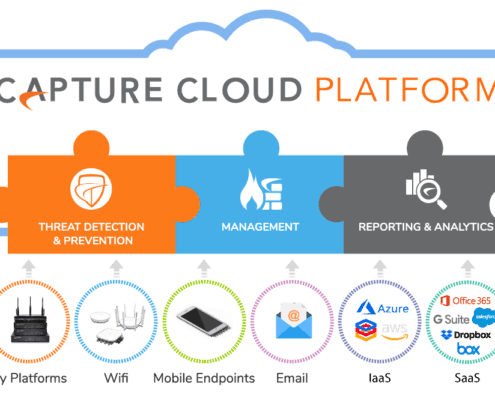 CAPTURE CLOUD PLATFORM
THREAT DETECTION
& PREVENTION
MANAGEMENT
REPORTING & ANALYTICS
@
Azure
aws
Office 365
G Suite
salesforce
Dropbox
box
y Platforms
Wifi
Mobile Endpoints
Email
IaaS
SaaS